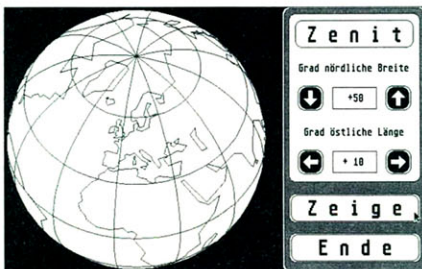 Zenit
Grad nördliche Breite
+50
Grad östliche Länge
+ 10
Zeige
Ende